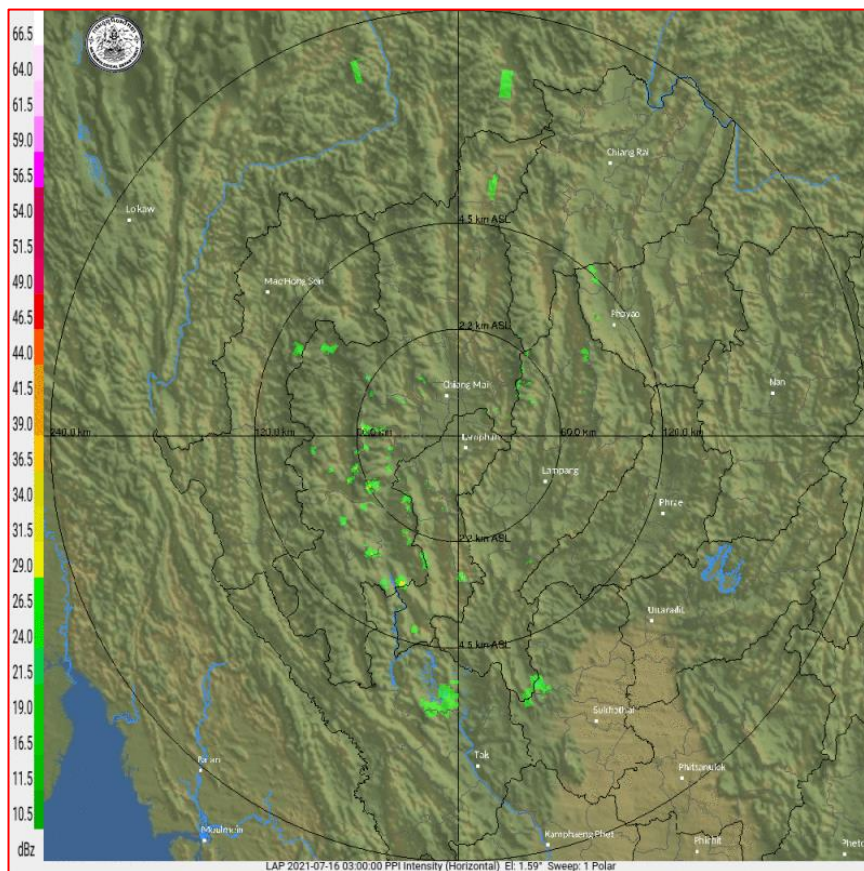 66.5
64.0
61.5
59.0
56.5
54.0
51.5
49.0
46.5
44.0
41.5
39.0
36.5
34.0
31.5
29.0
26.5
24.0
21.5
19.0
16.5
11.5
10.5
dBz
Chiang Rai
Loikaw
4.5 km ASL
Mae Hong Son
Phayao
2.2 km ASL
Chiang Mai
Nan
240.0 km
120.0 km
60.0 km
120.0 km
Lamphun
Lampang
Phrae
2.2 km ASL
Uttaradit
4.5 km ASL
Sukhothai
Tak
Pa'an
Phitsanulok
Moulmein
Kamphaeng Phet
Phichit
LAP 2021-07-16 03:00:00 PPI Intensity (Horizontal) El: 1.59° Sweep: 1 Polar